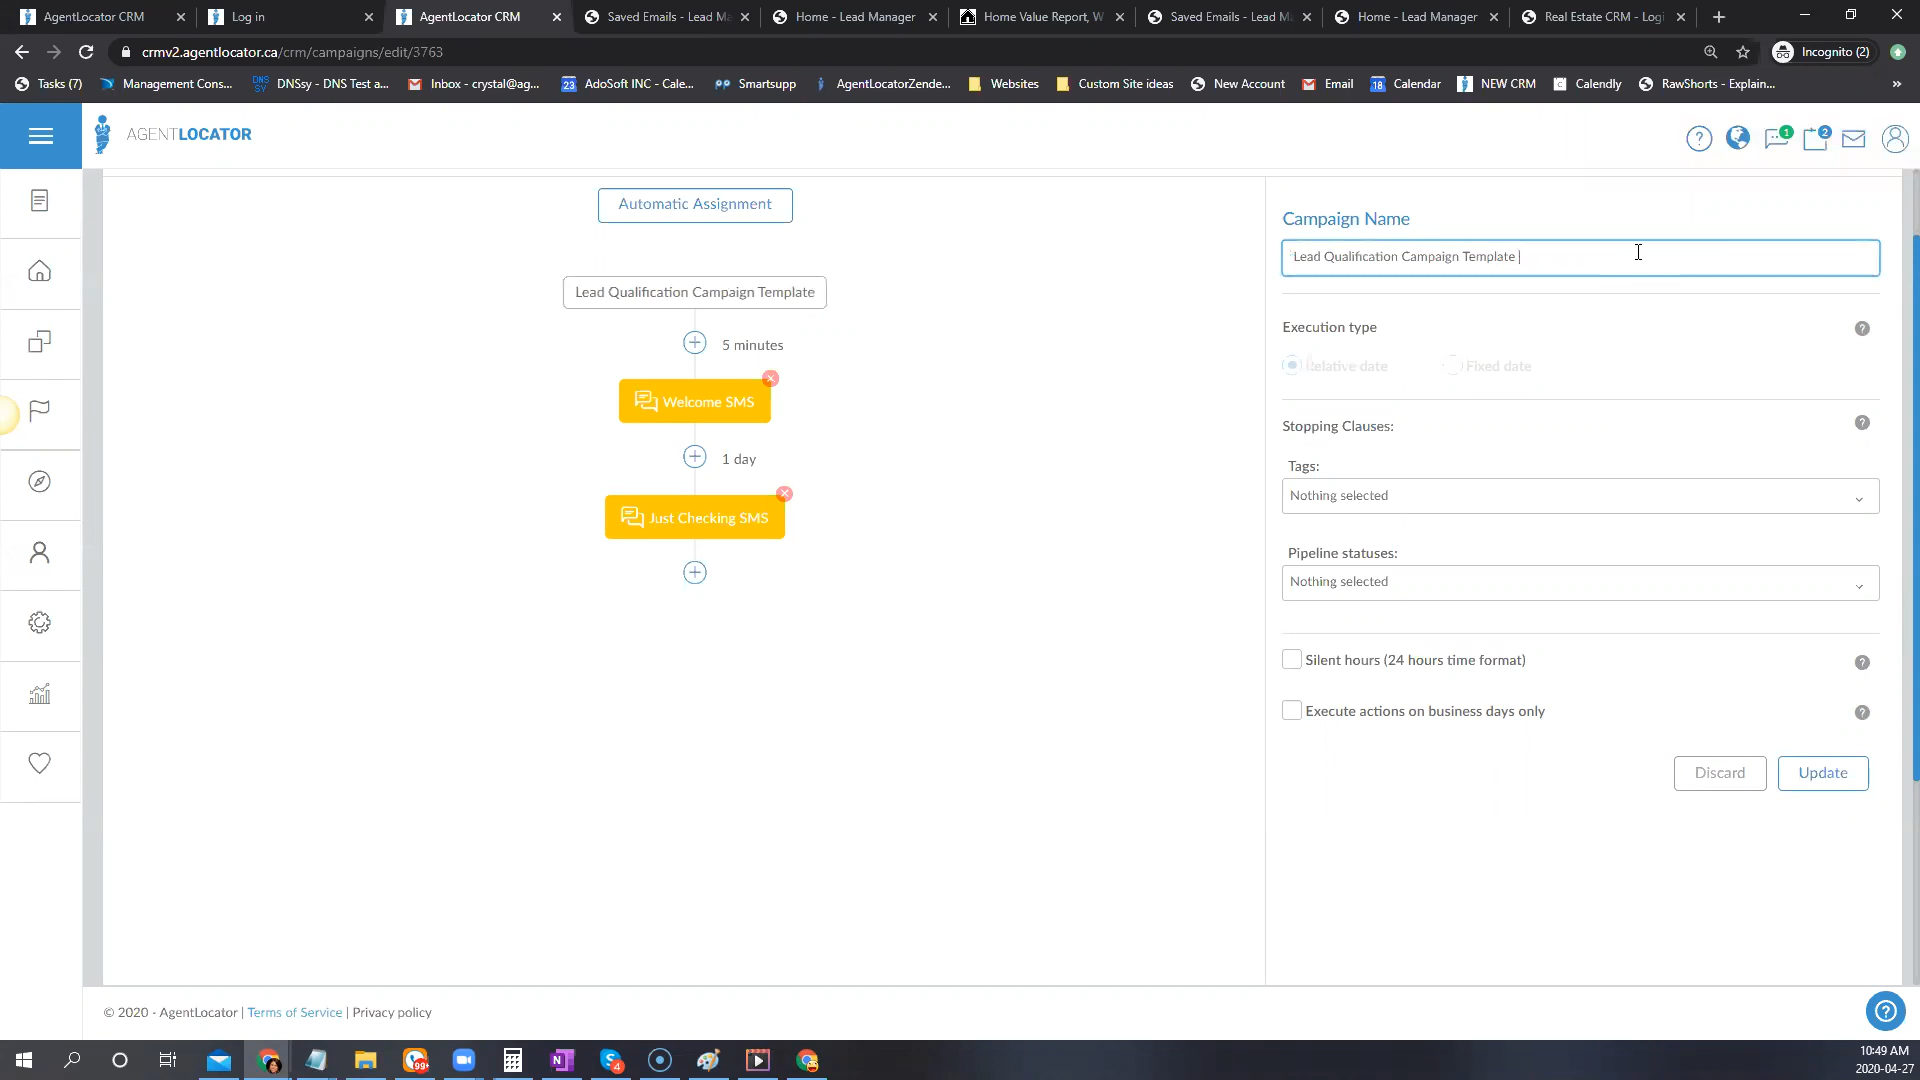 AgentLocator CRM
Log in
AgentLocator CRM
Saved Emails - Lead Ma
Home - Lead Manager
Home Value Report, W
Saved Emails - Lead M
Home - Lead Manager
Real Estate CRM - Logi
crmv2.agentlocator.ca/crm/campaigns/edit/3763
Incognito (2)
Tasks (7)
Management Cons...
DNSsy - DNS Test a...
Inbox - crystal@ag...
23
AdoSoft INC - Cale...
Smartsupp
AgentLocatorZende...
Websites
Custom Site ideas
New Account
Email
18
Calendar
NEW CRM
Calendly
RawShorts - Explain...
»
AGENTLOCATOR
?
1
2
Automatic Assignment
Lead Qualification Campaign Template
5 minutes
Welcome SMS
1 day
Just Checking SMS
Campaign Name
Lead Qualification Campaign Template
Execution type
?
Relative date
Fixed date
Stopping Clauses:
?
Tags:
Nothing selected
Pipeline statuses:
Nothing selected
Silent hours (24 hours time format)
?
Execute actions on business days only
?
Discard
Update
© 2020 - AgentLocator | Terms of Service | Privacy policy
?
99+
4
10:49 AM
2020-04-27